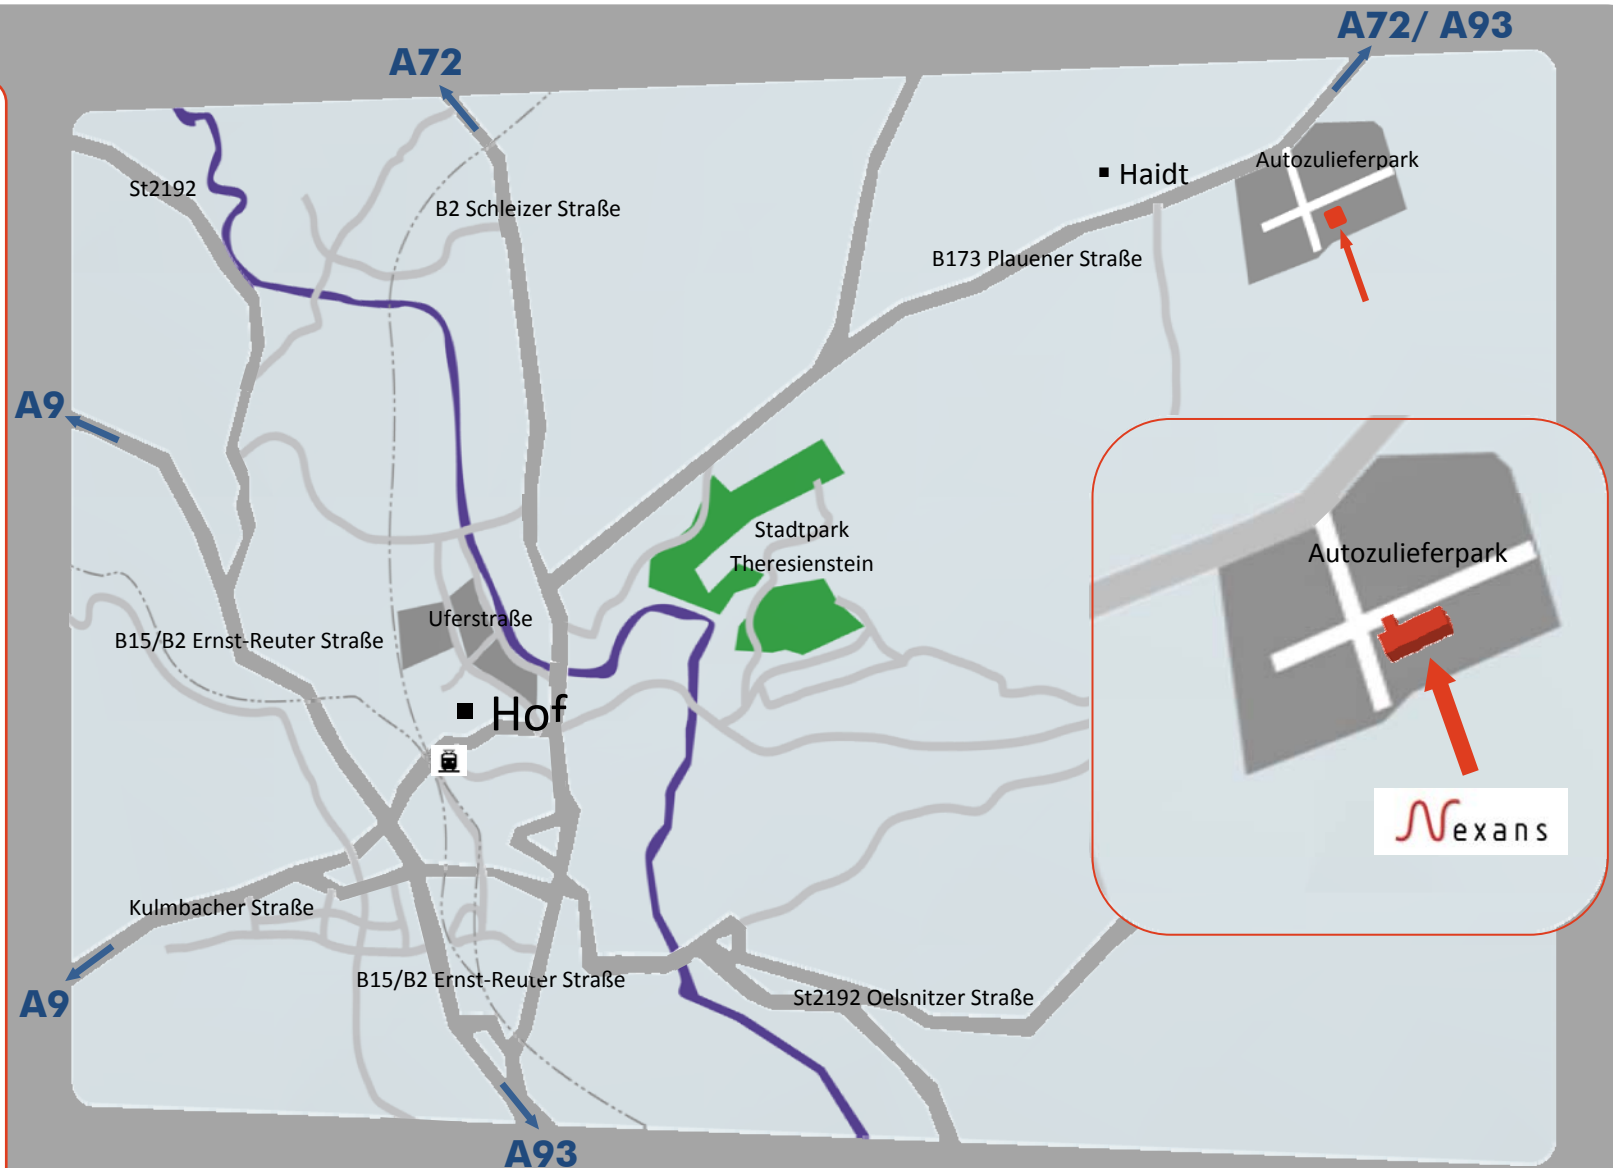 A72/ A93
A72
Autozulieferpark
Haidt
St2192
B2 Schleizer Straße
B173 Plauener Straße
A9
Stadtpark
Theresienstein
Autozulieferpark
Uferstraße
B15/B2 Ernst-Reuter Straße
Hof
Nexans
Kulmbacher Straße
B15/B2 Ernst-Reuter Straße
St2192 Oelsnitzer Straße
A9
A93